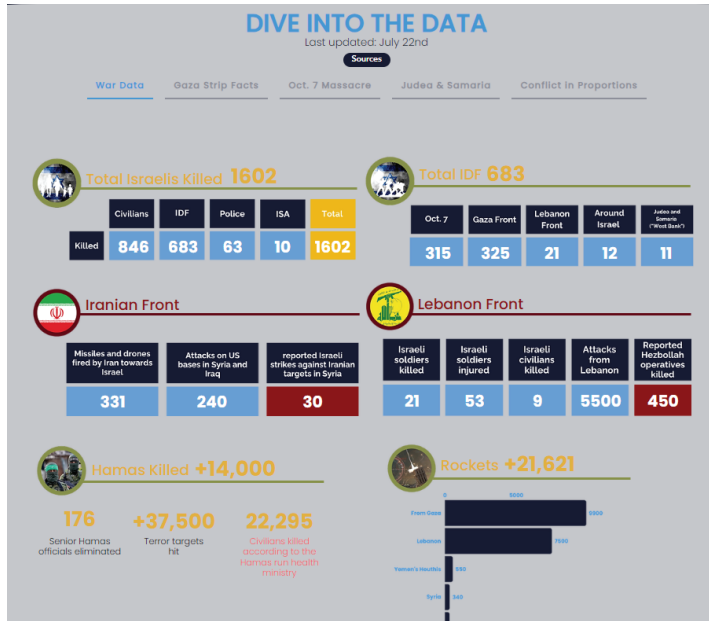 DIVE INTO THE DATA
Last updated: July 22nd
Sources
War Data Gaza Strip Facts Oct. 7 Massacre Judea & Samaria Conflict in Proportions
Total Israelis Killed 1602
Civilians IDF Police ISA Total
Killed 846 683 63 10 1602
Total IDF 683
Oct. 7 Gaza Front Lebanon Front Around Israel Judea and Samaria ("West Bank")
315 325 21 12 11
Iranian Front
Missiles and drones fired by Iran towards Israel
Attacks on US bases in Syria and Iraq
reported Israeli strikes against Iranian targets in Syria
331 240 30
Lebanon Front
Israeli soldiers killed
Israeli soldiers injured
Israeli civilians killed
Attacks from Lebanon
Reported Hezbollah operatives killed
21 53 9 5500 450
Hamas Killed +14,000
176
Senior Hamas
officials eliminated
+37,500
Terror targets
hit
22,295
Civilians killed
according to the
Hamas run health
ministry
Rockets +21,621
0
From Gaza
Lebanon
Yemen's Houthis
Syria